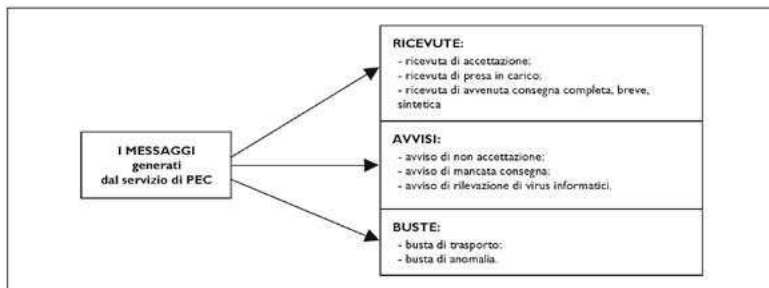 I MESSAGGI
generati
dal servizio di PEC
RICEVUTE:
- ricevuta di accettazione;
- ricevuta di presa in carico;
- ricevuta di avvenuta consegna completa, breve,
sintetica
AVVISI:
- avviso di non accettazione;
- avviso di mancata consegna;
- avviso di rilevazione di virus informatici.
BUSTE:
- busta di trasporto;
- busta di anomalia.